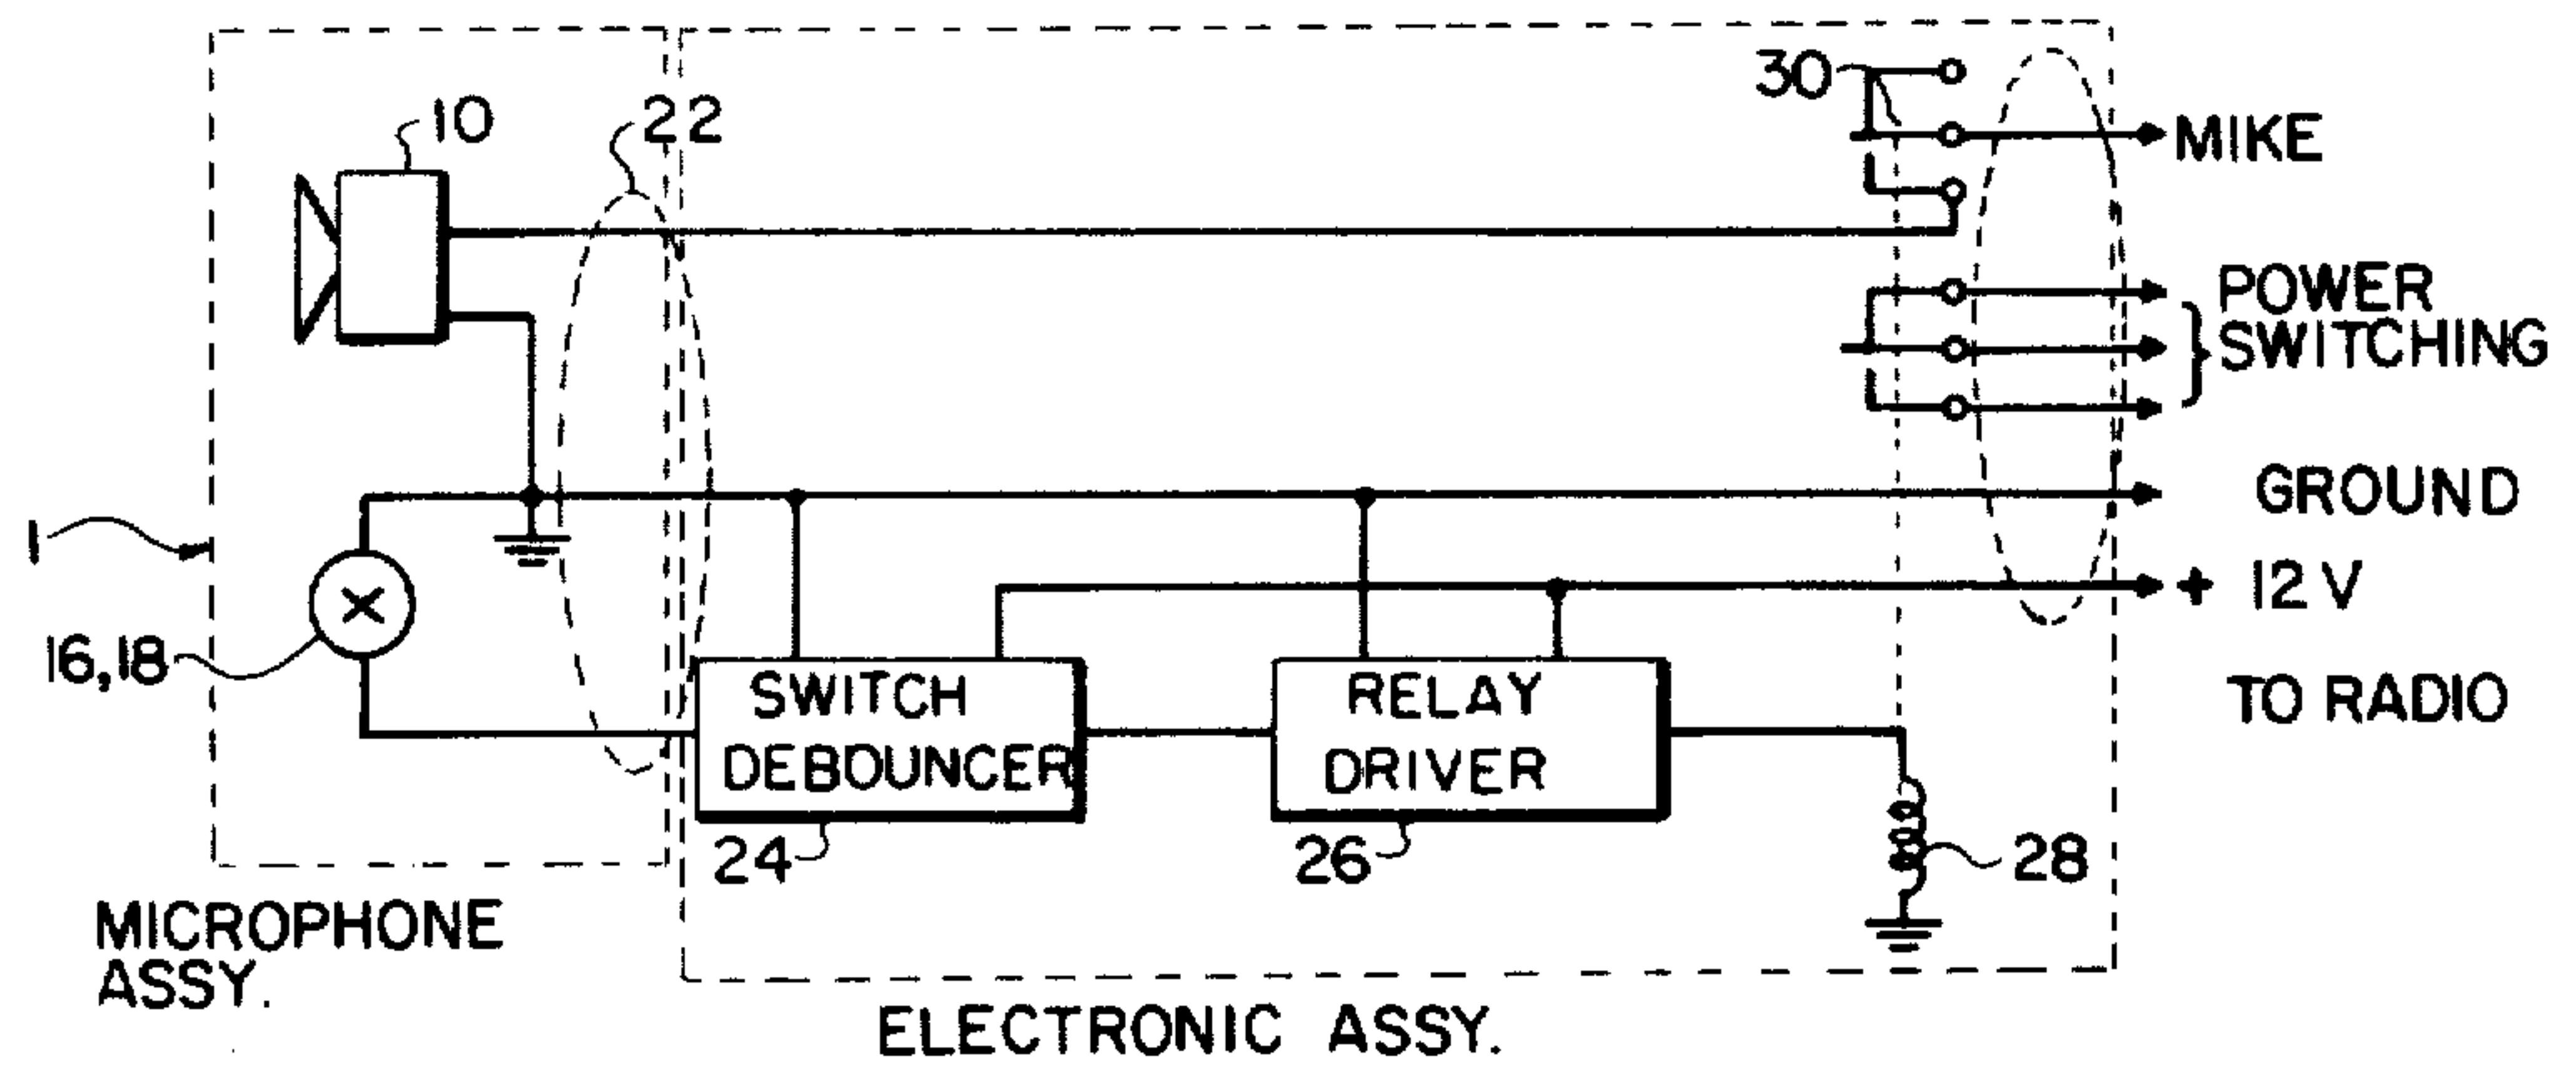 30
MIKE
10
22
POWER
SWITCHING
GROUND
1
+ 12 V
16,18
SWITCH
DEBOUNCER
RELAY
DRIVER
TO RADIO
24
26
28
MICROPHONE
ASSY.
ELECTRONIC ASSY.